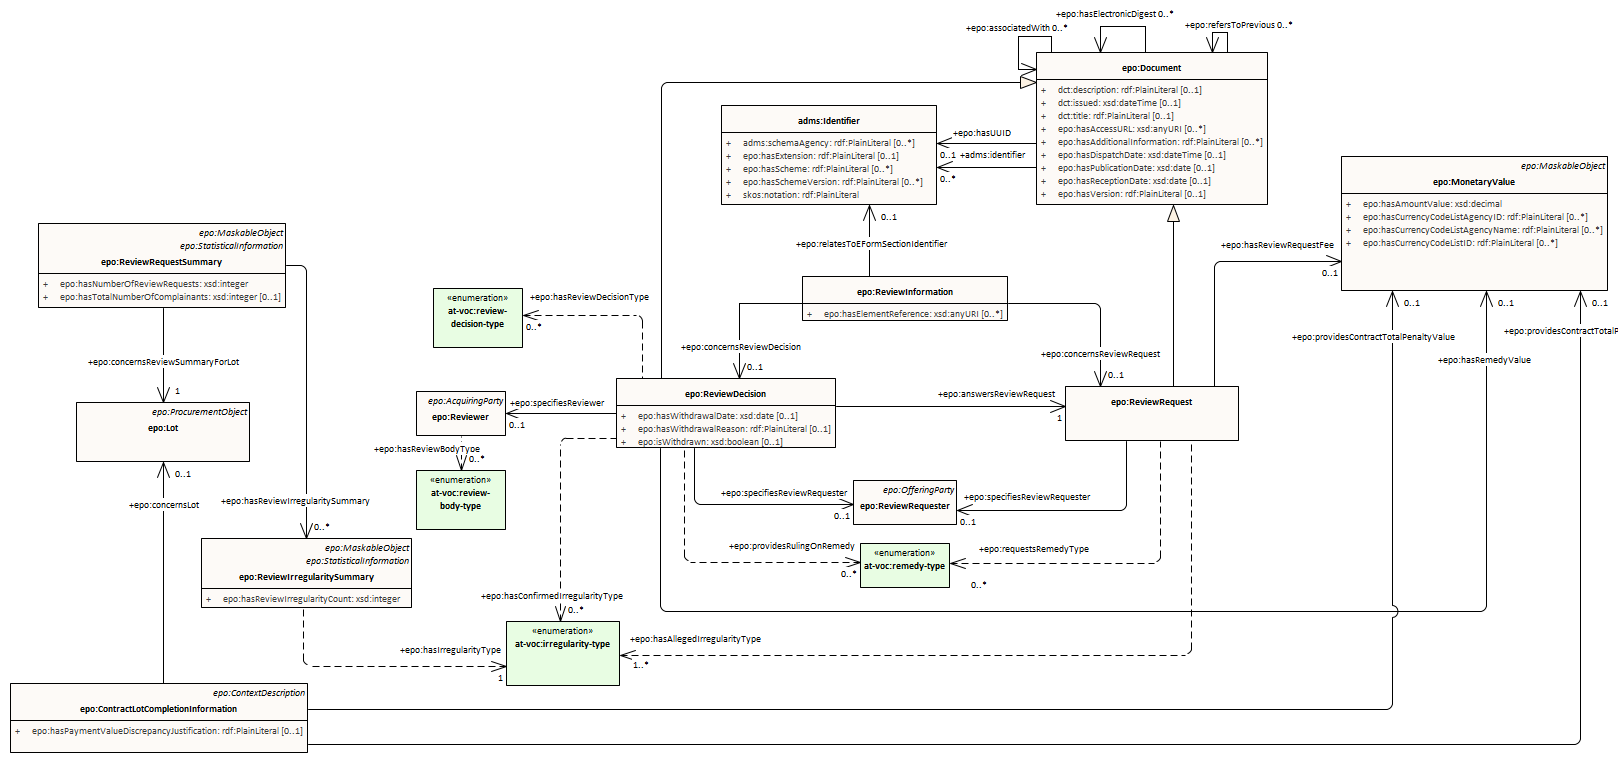 +epo:hasElectronicDigest 0..*
+epo:associatedWith 0..*
+epo:refersToPrevious 0..*
epo:Document
+ dct:description: rdf:PlainLiteral [0..1]
+ dct:issued: xsd:dateTime [0..1]
+ dct:title: rdf:PlainLiteral [0..1]
+ epo:hasAccessURL: xsd:anyURI [0..*]
+ epo:hasAdditionalInformation: rdf:PlainLiteral [0..*]
+ epo:hasDispatchDate: xsd:dateTime [0..1]
+ epo:hasPublicationDate: xsd:date [0..1]
+ epo:hasReceptionDate: xsd:date [0..1]
+ epo:hasVersion: rdf:PlainLiteral [0..1]
adms:Identifier
+ adms:schemaAgency: rdf:PlainLiteral [0..*]
+ epo:hasExtension: rdf:PlainLiteral [0..1]
+ epo:hasScheme: rdf:PlainLiteral [0..*]
+ epo:hasSchemeVersion: rdf:PlainLiteral [0..*]
+ skos:notation: rdf:PlainLiteral
+epo:hasUUID
0..1
+adms:identifier
0..*
epo:MaskableObject
epo:MonetaryValue
+ epo:hasAmountValue: xsd:decimal
+ epo:hasCurrencyCodeListAgencyID: rdf:PlainLiteral [0..*]
+ epo:hasCurrencyCodeListAgencyName: rdf:PlainLiteral [0..*]
+ epo:hasCurrencyCodeListID: rdf:PlainLiteral [0..*]
0..1
+epo:relatesToEFormSectionIdentifier
+epo:hasReviewRequestFee
0..1
epo:MaskableObject
epo:StatisticalInformation
epo:ReviewRequestSummary
+ epo:hasNumberOfReviewRequests: xsd:integer
+ epo:hasTotalNumberOfComplainants: xsd:integer [0..1]
«enumeration»
at-voc:review-
decision-type
+epo:hasReviewDecisionType
0..*
epo:ReviewInformation
+ epo:hasElementReference: xsd:anyURI [0..*]
0..1
0..1
0..1
+epo:providesContractTotalPenaltyValue
+epo:providesContractTotalP
+epo:hasRemedyValue
+epo:concernsReviewDecision
0..1
+epo:concernsReviewRequest
0..1
+epo:concernsReviewSummaryForLot
1
epo:ProcurementObject
epo:Lot
0..1
+epo:concernsLot
epo:AcquiringParty
epo:Reviewer
+epo:specifiesReviewer
0..1
epo:ReviewDecision
+ epo:hasWithdrawalDate: xsd:date [0..1]
+ epo:hasWithdrawalReason: rdf:PlainLiteral [0..1]
+ epo:isWithdrawn: xsd:boolean [0..1]
+epo:answersReviewRequest
1
epo:ReviewRequest
+epo:hasReviewBodyType
0..*
«enumeration»
at-voc:review-
body-type
+epo:specifiesReviewRequester
0..1
epo:OfferingParty
epo:ReviewRequester
+epo:specifiesReviewRequester
0..1
+epo:hasReviewIrregularitySummary
0..*
epo:MaskableObject
epo:StatisticalInformation
epo:ReviewIrregularitySummary
+ epo:hasReviewIrregularityCount: xsd:integer
+epo:providesRulingOnRemedy
0..*
«enumeration»
at-voc:remedy-type
+epo:requestsRemedyType
0..*
+epo:hasConfirmedIrregularityType
0..*
«enumeration»
at-voc:irregularity-type
+epo:hasIrregularityType
1
+epo:hasAllegedIrregularityType
1..*
epo:ContextDescription
epo:ContractLotCompletionInformation
+ epo:hasPaymentValueDiscrepancyJustification: rdf:PlainLiteral [0..1]